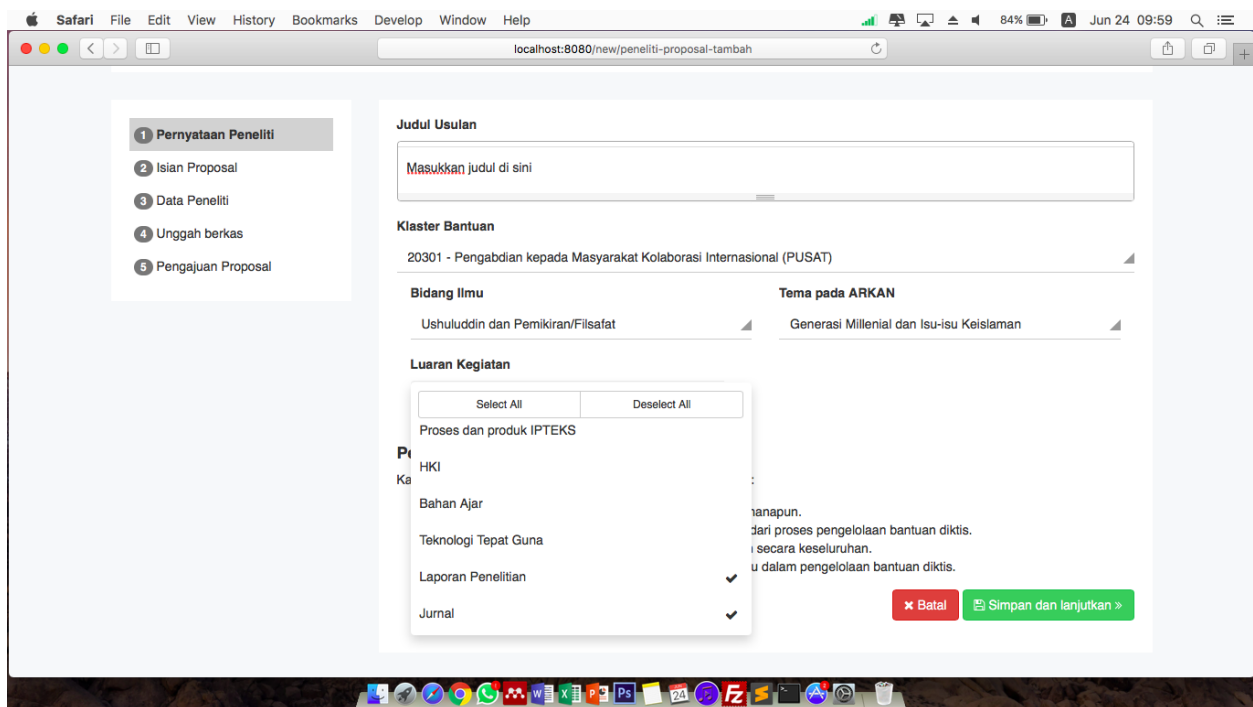 Safari File Edit View History Bookmarks Develop Window Help 84% A Jun 24 09:59
localhost:8080/new/peneliti-proposal-tambah
1 Pernyataan Peneliti
2 Isian Proposal
3 Data Peneliti
4 Unggah berkas
5 Pengajuan Proposal
Judul Usulan
Masukkan judul di sini
Klaster Bantuan
20301 - Pengabdian kepada Masyarakat Kolaborasi Internasional (PUSAT)
Bidang Ilmu Tema pada ARKAN
Ushuluddin dan Pemikiran/Filsafat Generasi Millenial dan Isu-isu Keislaman
Luaran Kegiatan
Select All Deselect All
Proses dan produk IPTEKS
HKI
Bahan Ajar
Teknologi Tepat Guna
Laporan Penelitian
Jurnal
dari proses pengelolaan bantuan diktis.
secara keseluruhan.
dalam pengelolaan bantuan diktis.
Batal Simpan dan lanjutkan »
W X P Ps 24 Fz S